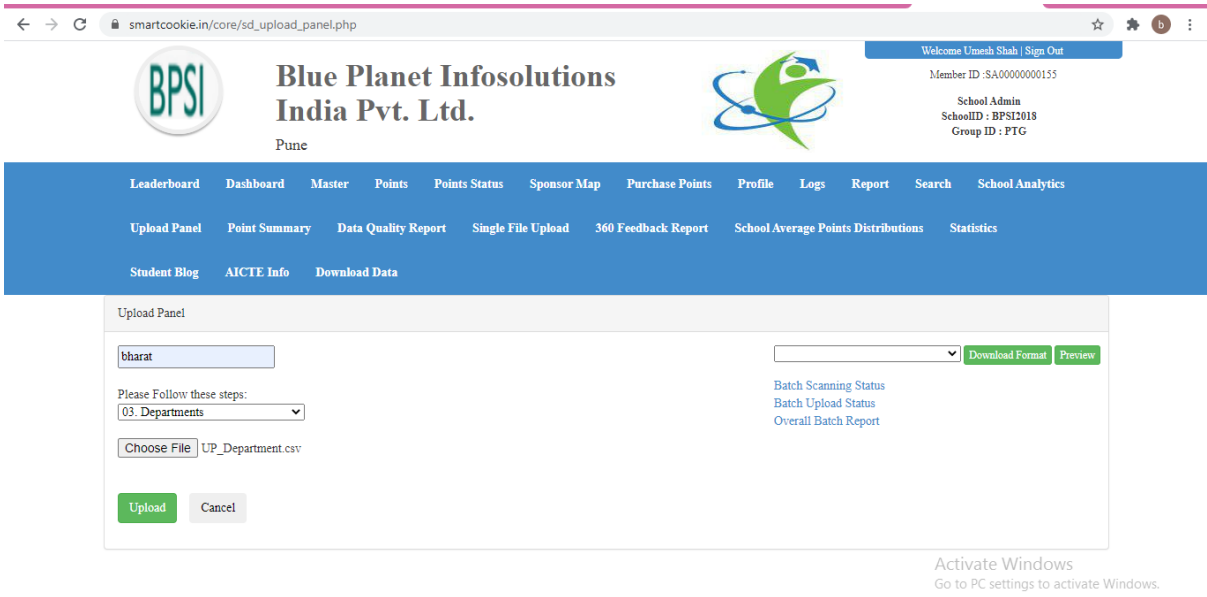 smartcookie.in/core/sd_upload_panel.php
b
Welcome Umesh Shah | Sign Out
BPSI
Blue Planet Infosolutions
India Pvt. Ltd.
Pune
Member ID :SA00000000155
School Admin
SchoolID : BPSI2018
Group ID : PTG
Leaderboard Dashboard Master Points Points Status Sponsor Map Purchase Points Profile Logs Report Search School Analytics
Upload Panel Point Summary Data Quality Report Single File Upload 360 Feedback Report School Average Points Distributions Statistics
Student Blog AICTE Info Download Data
Upload Panel
bharat
Download Format Preview
Please Follow these steps:
03. Departments
Choose File UP_Department.csv
Batch Scanning Status
Batch Upload Status
Overall Batch Report
Upload Cancel
Activate Windows
Go to PC settings to activate Windows.